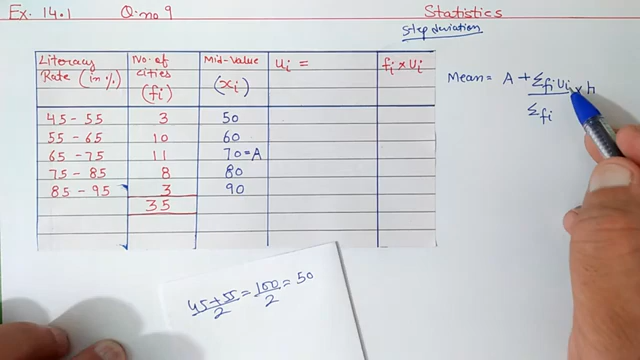 Ex. 14.1 Q. no 9 Statistics
Step deviation
Literacy Rate (in %) No. of cities (fi) Mid-Value (xi) ui = fi × ui
45 - 55 3 50
55 - 65 10 60
65 - 75 11 70 = A
75 - 85 8 80
85 - 95 3 90
35
Mean = A + Σfiui/Σfi × h
45+55/2 = 100/2 = 50